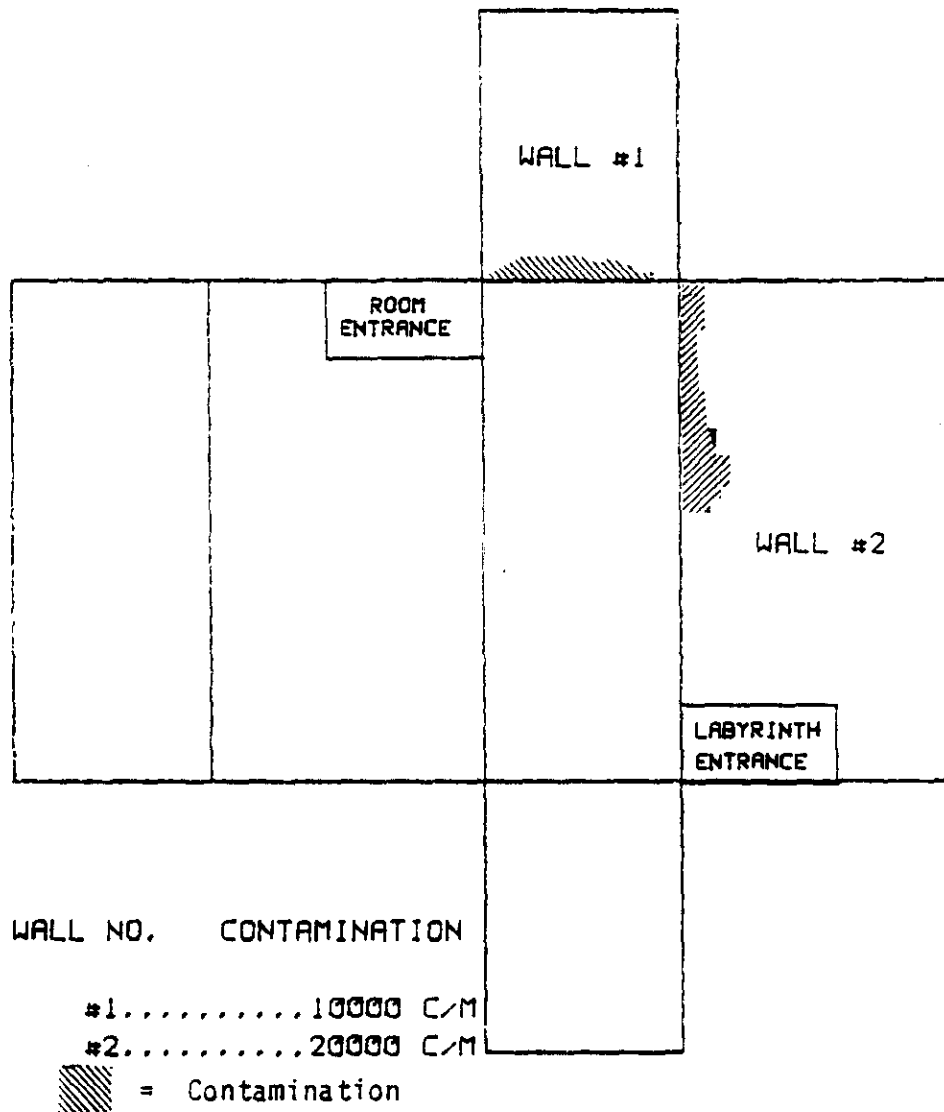 WALL #1
ROOM
ENTRANCE
WALL #2
LABYRINTH
ENTRANCE
WALL NO. CONTAMINATION
#1..........10000 C/M
#2..........20000 C/M
= Contamination